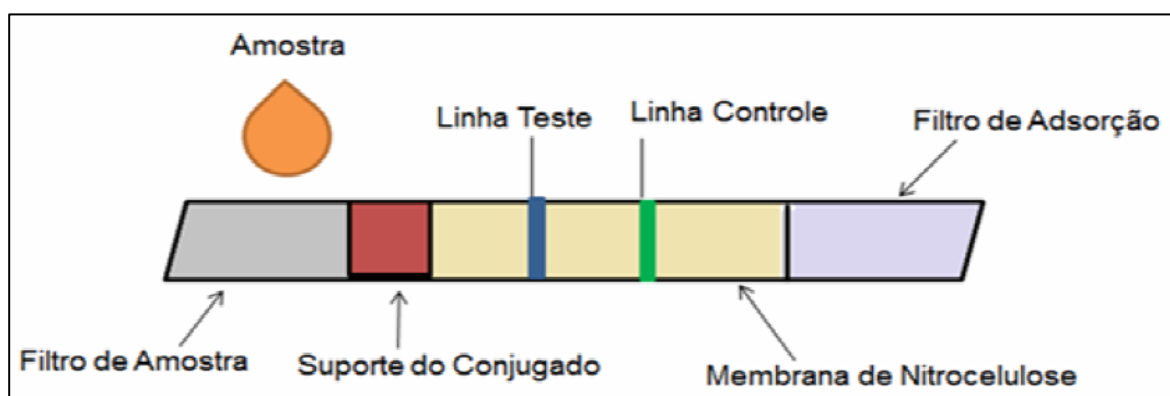 Amostra
Linha Teste
Linha Controle
Filtro de Adsorção
Filtro de Amostra
Suporte do Conjugado
Membrana de Nitrocelulose